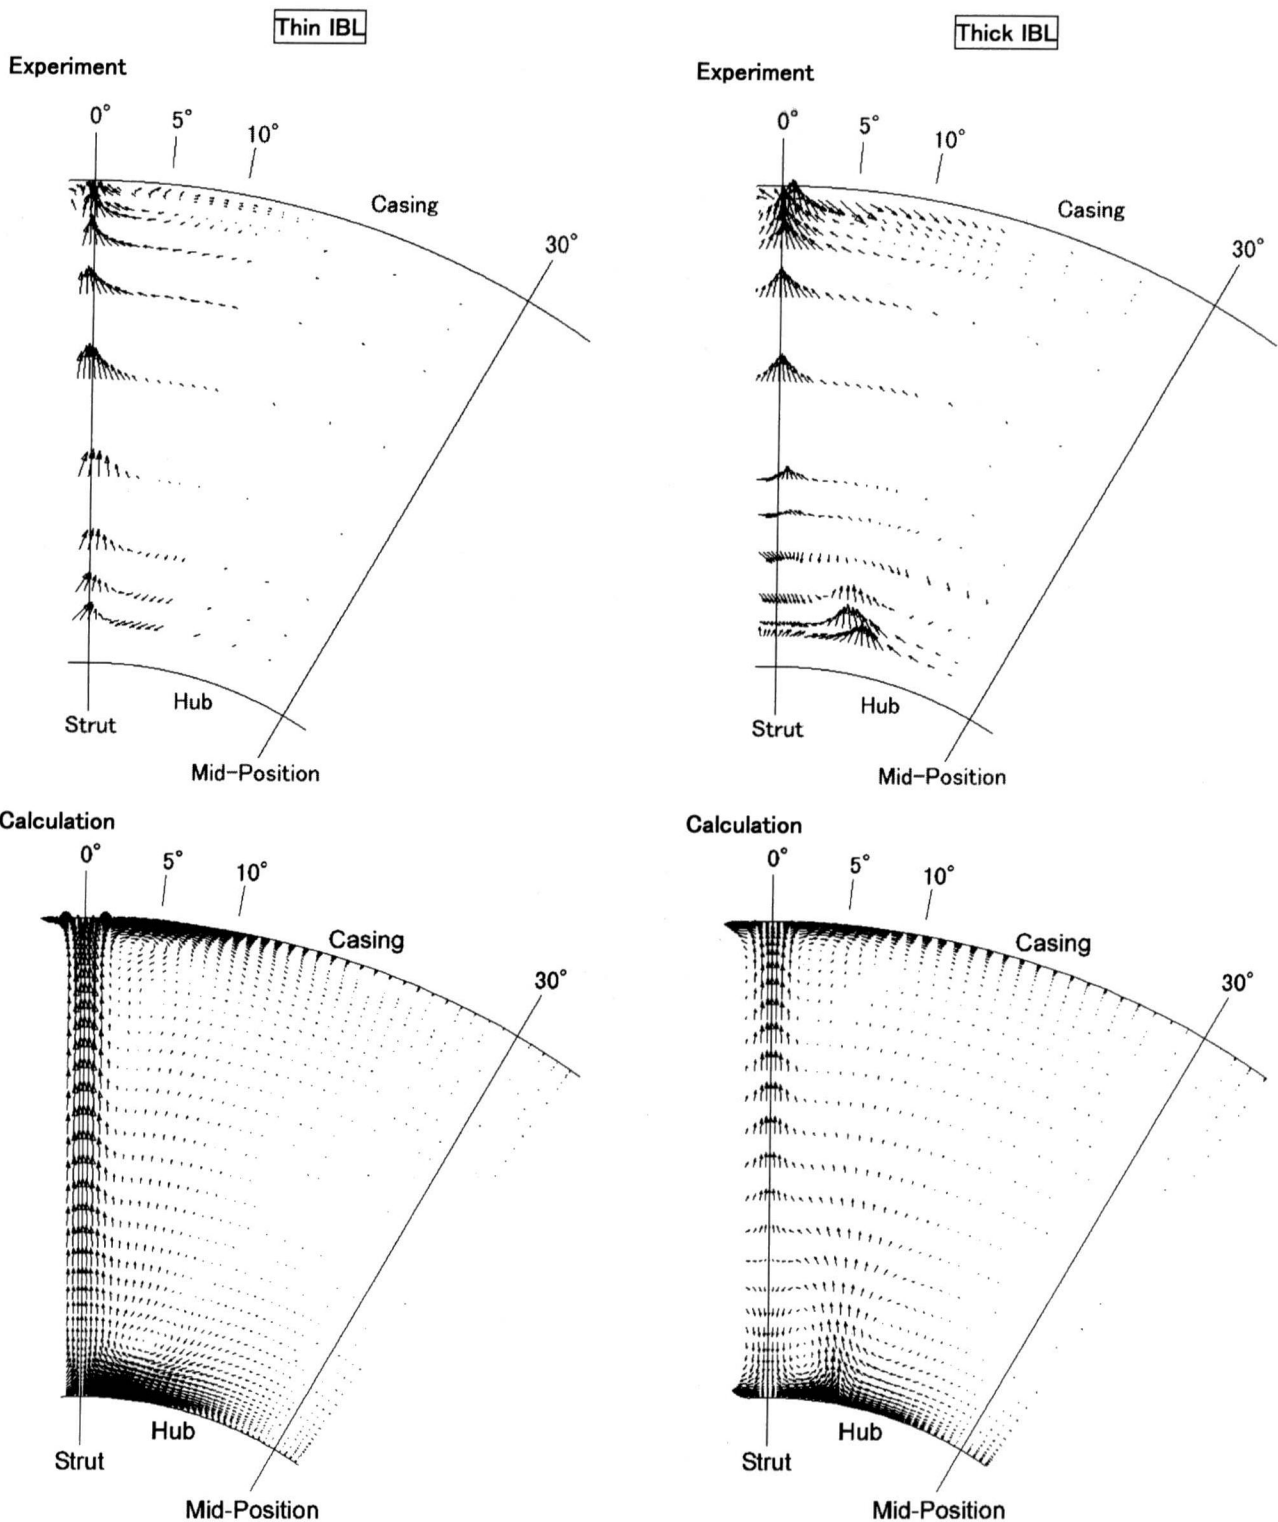 Thin IBL
Experiment
0°
5°
10°
Casing
30°
Hub
Strut
Mid-Position
Thick IBL
Experiment
0°
5°
10°
Casing
30°
Hub
Strut
Mid-Position
Calculation
0°
5°
10°
Casing
30°
Hub
Strut
Mid-Position
Calculation
0°
5°
10°
Casing
30°
Hub
Strut
Mid-Position